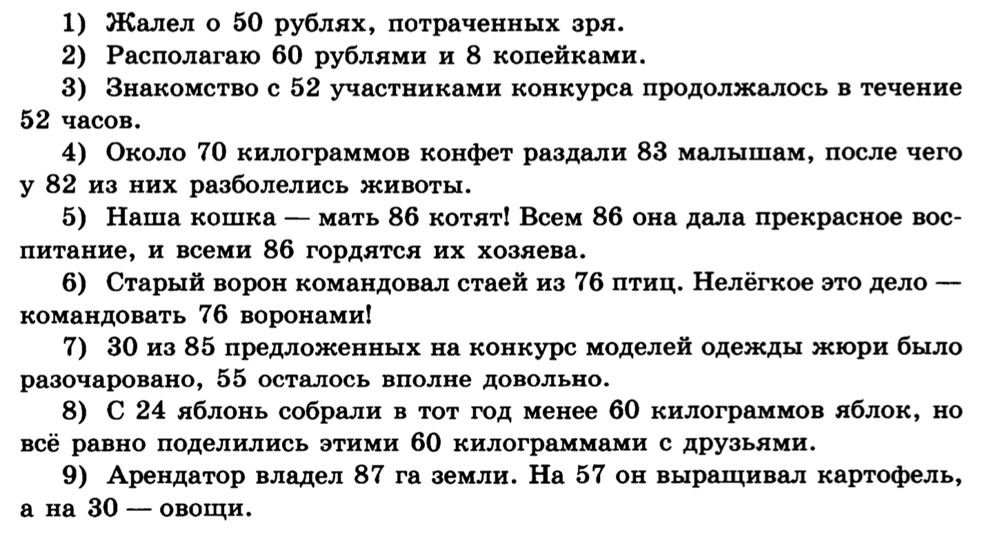 1) Жалел о 50 рублях, потраченных зря.
2) Располагаю 60 рублями и 8 копейками.
3) Знакомство с 52 участниками конкурса продолжалось в течение
52 часов.
4) Около 70 килограммов конфет раздали 83 малышам, после чего
у 82 из них разболелись животы.
5) Наша кошка — мать 86 котят! Всем 86 она дала прекрасное вос-
питание, и всеми 86 гордятся их хозяева.
6) Старый ворон командовал стаей из 76 птиц. Нелёгкое это дело —
командовать 76 воронами!
7) 30 из 85 предложенных на конкурс моделей одежды жюри было
разочаровано, 55 осталось вполне довольно.
8) С 24 яблонь собрали в тот год менее 60 килограммов яблок, но
всё равно поделились этими 60 килограммами с друзьями.
9) Арендатор владел 87 га земли. На 57 он выращивал картофель,
а на 30 — овощи.